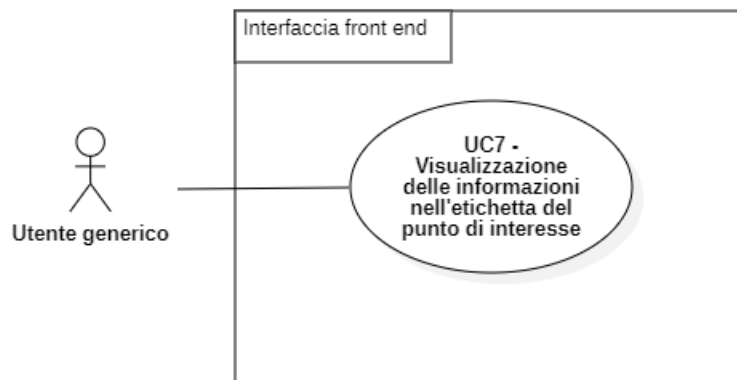 Interfaccia front end
UC7 -
Visualizzazione
delle informazioni
nell'etichetta del
punto di interesse
Utente generico